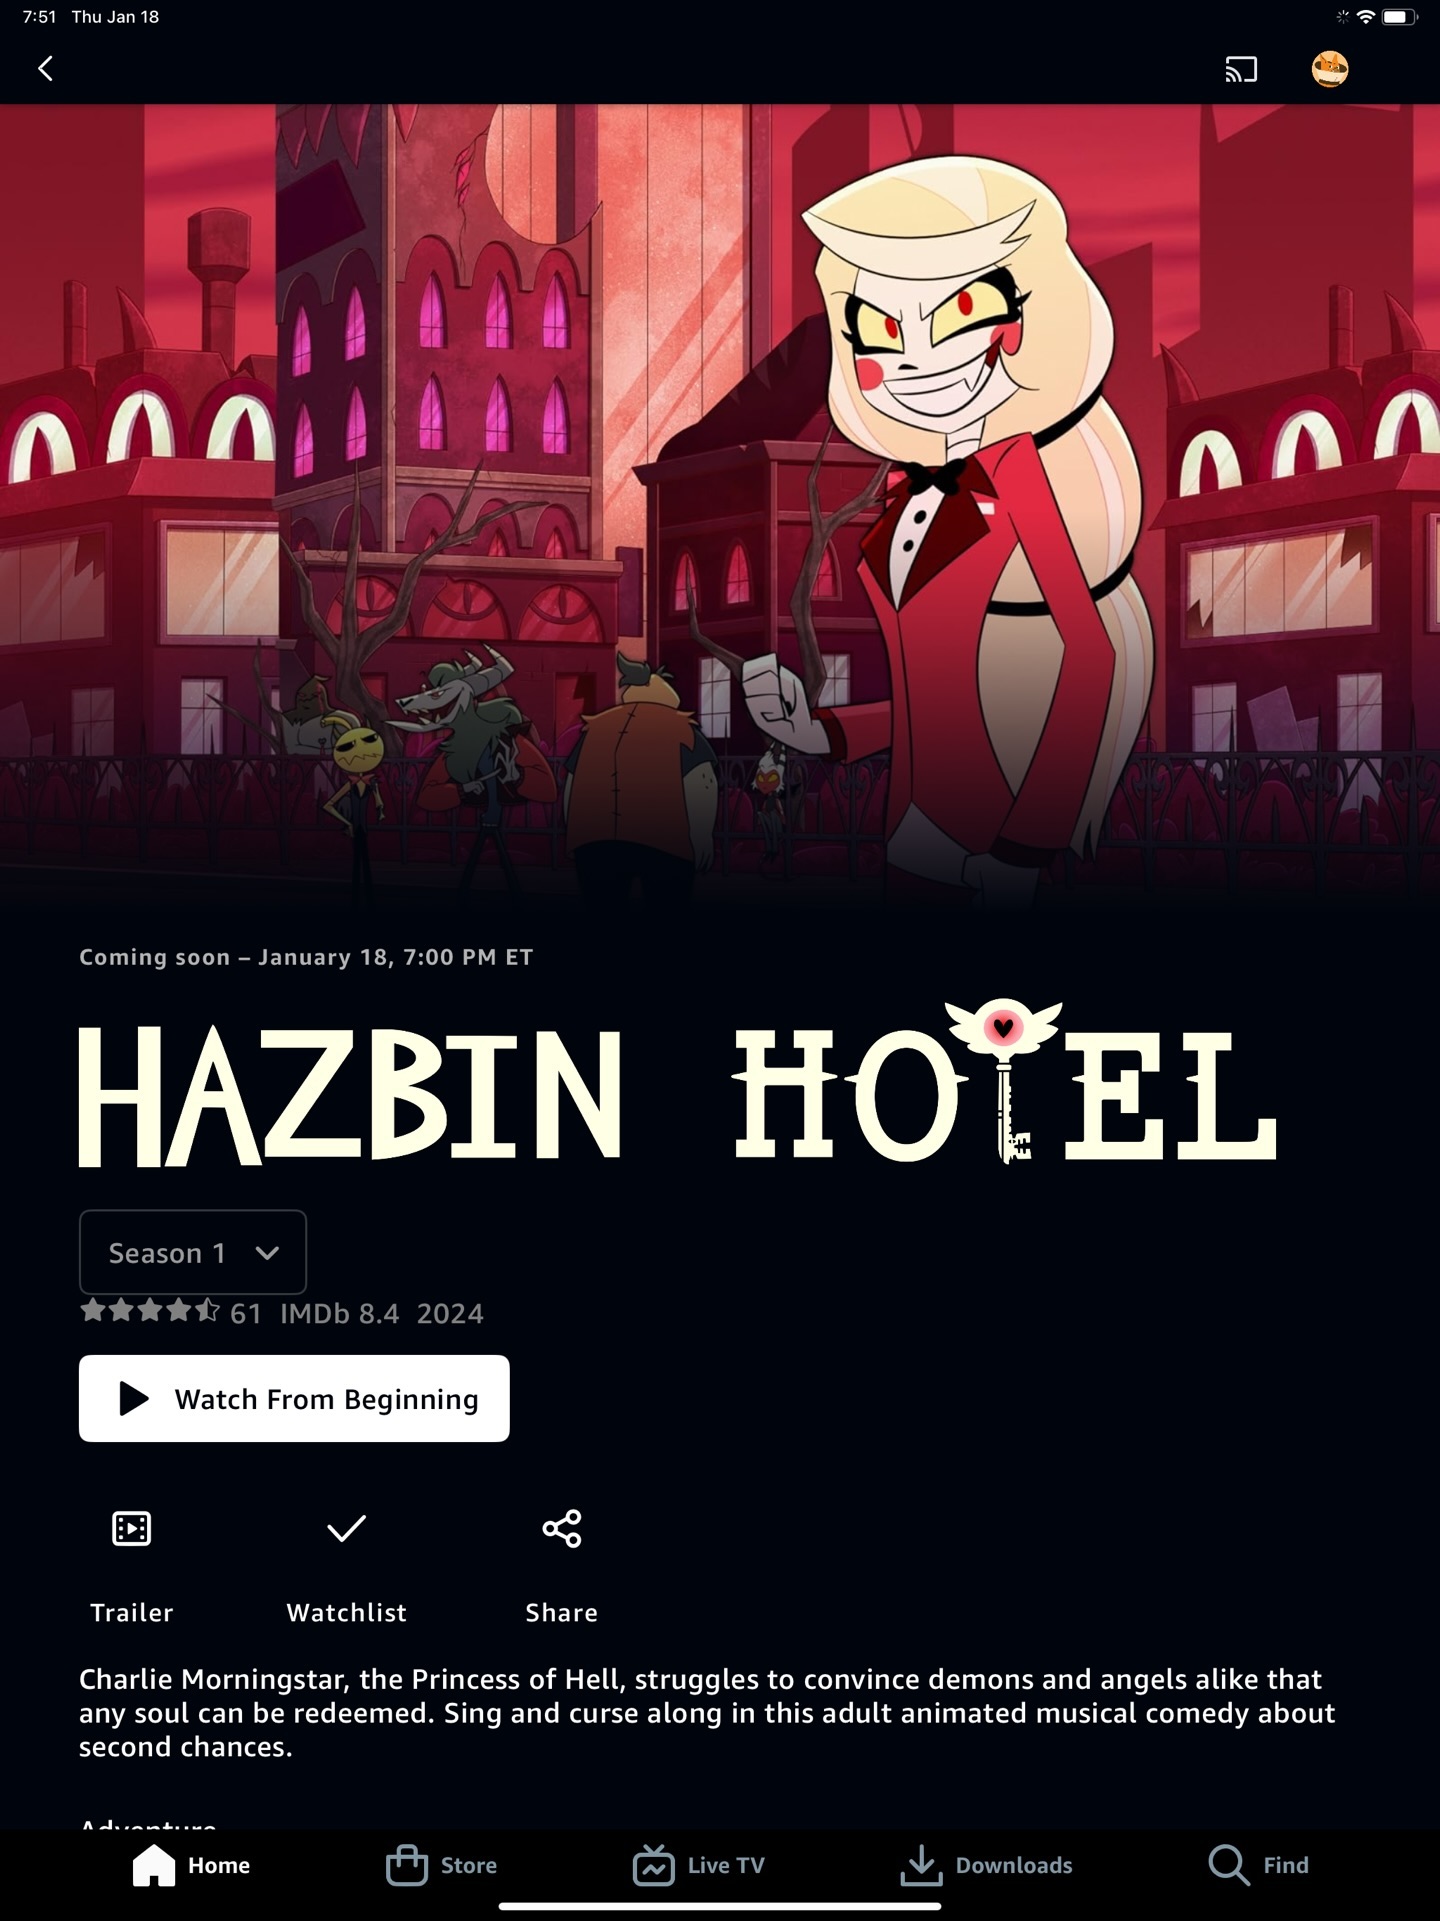 7:51 Thu Jan 18
Coming soon – January 18, 7:00 PM ET
HAZBIN HOTEL
Season 1
61 IMDb 8.4 2024
Watch From Beginning
Trailer Watchlist Share
Charlie Morningstar, the Princess of Hell, struggles to convince demons and angels alike that
any soul can be redeemed. Sing and curse along in this adult animated musical comedy about
second chances.
Adventure
Home Store Live TV Downloads Find